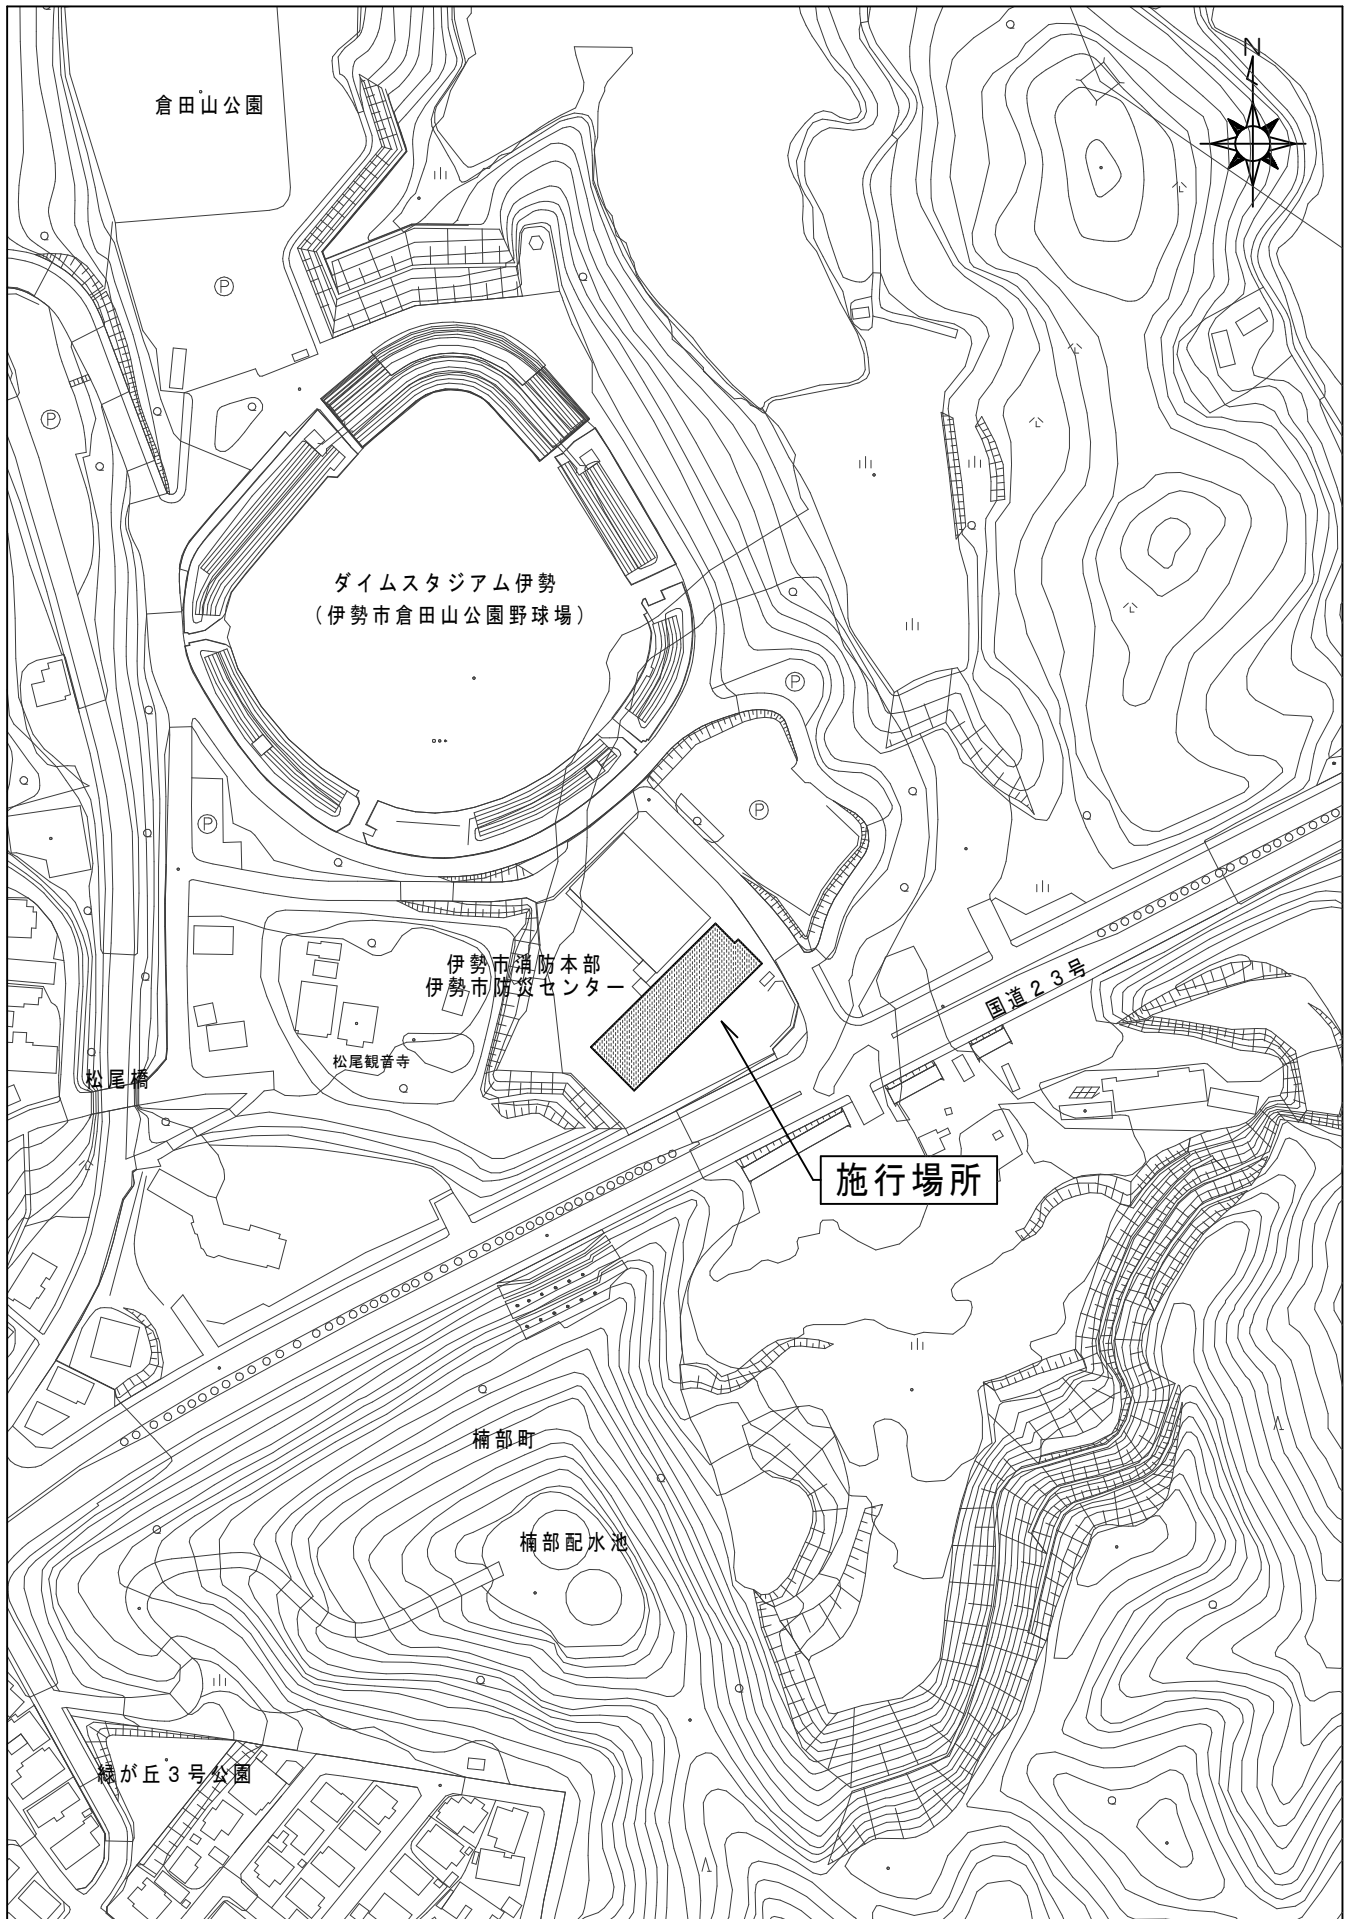 N
倉田山公園
Ⓟ
Ⓟ
ダイムスタジアム伊勢
(伊勢市倉田山公園野球場)
Ⓟ
Ⓟ
Ⓟ
伊勢市消防本部
伊勢市防災センター
国道23号
松尾観音寺
松尾橋
施行場所
楠部町
楠部配水池
緑が丘3号公園